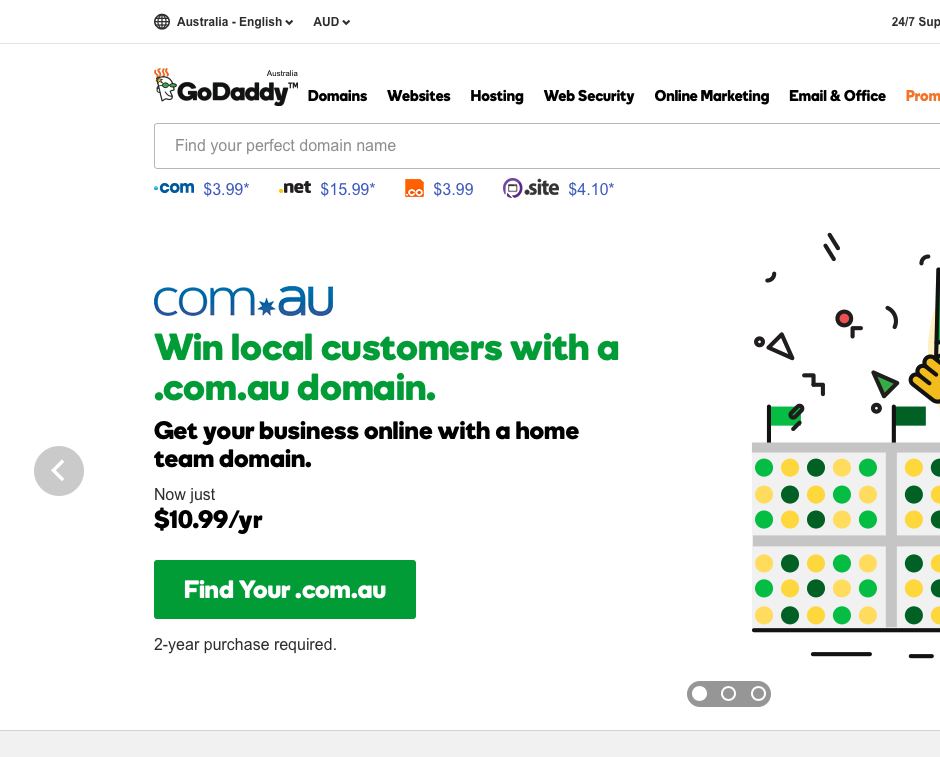 Australia - English AUD 24/7 Sup
Australia
GoDaddy™ Domains Websites Hosting Web Security Online Marketing Email & Office Prom
Find your perfect domain name
.com $3.99* .net $15.99* .co $3.99 .site $4.10*
com.au
Win local customers with a
.com.au domain.
Get your business online with a home
team domain.
Now just
$10.99/yr
Find Your .com.au
2-year purchase required.